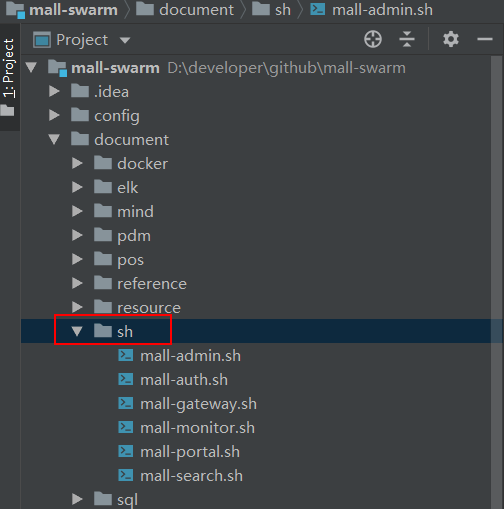 mall-swarm document sh mall-admin.sh
Project
1: Project
mall-swarm D:\developer\github\mall-swarm
.idea
config
document
docker
elk
mind
pdm
pos
reference
resource
sh
mall-admin.sh
mall-auth.sh
mall-gateway.sh
mall-monitor.sh
mall-portal.sh
mall-search.sh
sql